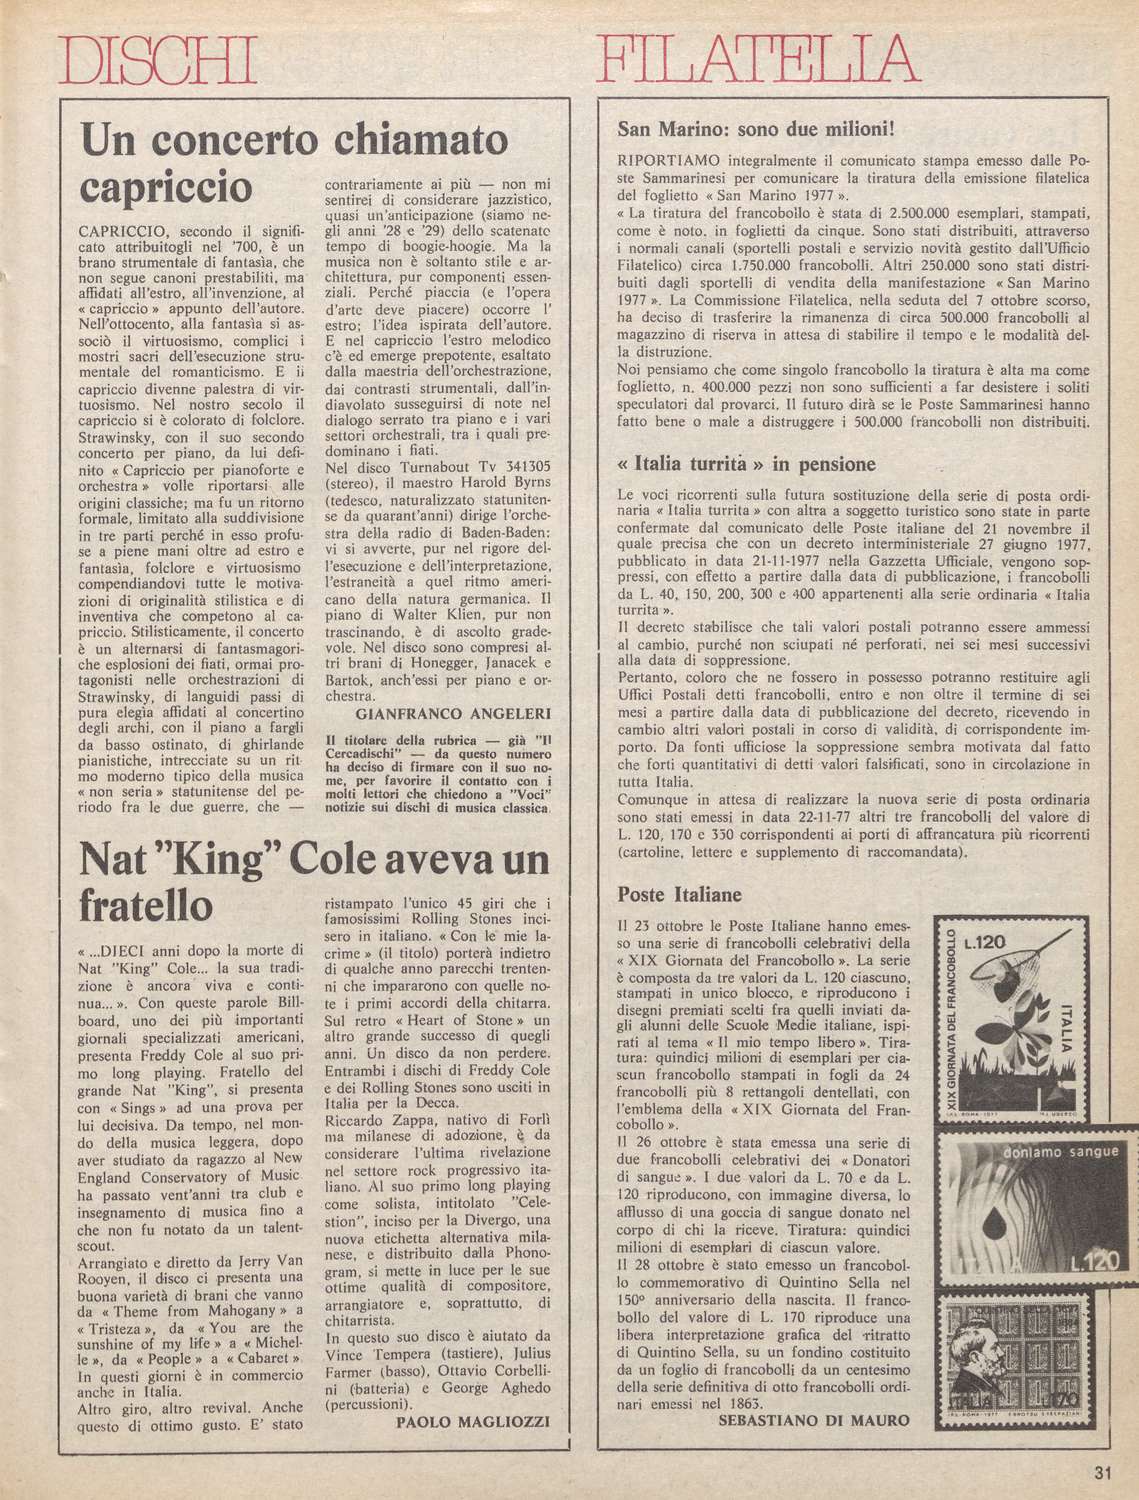 DISCHI
Un concerto chiamato
capriccio
CAPRICCIO, secondo il signifi-
cato attribuitogli nel '700, è un
brano strumentale di fantasìa, che
non segue canoni prestabiliti, ma
affidati all'estro, all'invenzione, al
« capriccio » appunto dell'autore.
Nell'ottocento, alla fantasìa si as-
sociò il virtuosismo, complici i
mostri sacri dell'esecuzione stru-
mentale del romanticismo. E il
capriccio divenne palestra di vir-
tuosismo. Nel nostro secolo il
capriccio si è colorato di folclore.
Strawinsky, con il suo secondo
concerto per piano, da lui defi-
nito « Capriccio per pianoforte e
orchestra » volle riportarsi alle
origini classiche; ma fu un ritorno
formale, limitato alla suddivisione
in tre parti perché in esso profu-
se a piene mani oltre ad estro e
fantasìa, folclore e virtuosismo
compendiandovi tutte le motiva-
zioni di originalità stilistica e di
inventiva che competono al ca-
priccio. Stilisticamente, il concerto
è un alternarsi di fantasmagori-
che esplosioni dei fiati, ormai pro-
tagonisti nelle orchestrazioni di
Strawinsky, di languidi passi di
pura elegìa affidati al concertino
degli archi, con il piano a fargli
da basso ostinato, di ghirlande
pianistiche, intrecciate su un rit-
mo moderno tipico della musica
« non seria » statunitense del pe-
riodo fra le due guerre, che —
contrariamente ai più — non mi
sentirei di considerare jazzistico,
quasi un'anticipazione (siamo ne-
gli anni '28 e '29) dello scatenato
tempo di boogie-hoogie. Ma la
musica non è soltanto stile e ar-
chitettura, pur componenti essen-
ziali. Perché piaccia (e l'opera
d'arte deve piacere) occorre l'
estro; l'idea ispirata dell'autore.
E nel capriccio l'estro melodico
c'è ed emerge prepotente, esaltato
dalla maestria dell'orchestrazione,
dai contrasti strumentali, dall'in-
diavolato susseguirsi di note nel
dialogo serrato tra piano e i vari
settori orchestrali, tra i quali pre-
dominano i fiati.
Nel disco Turnabout Tv 341305
(stereo), il maestro Harold Byrns
(tedesco, naturalizzato statuniten-
se da quarant'anni) dirige l'orche-
stra della radio di Baden-Baden:
vi si avverte, pur nel rigore del-
l'esecuzione e dell'interpretazione,
l'estraneità a quel ritmo ameri-
cano della natura germanica. Il
piano di Walter Klien, pur non
trascinando, è di ascolto grade-
vole. Nel disco sono compresi al-
tri brani di Honegger, Janacek e
Bartok, anch'essi per piano e or-
chestra.
GIANFRANCO ANGELERI
Il titolare della rubrica — già "Il
Cercadischi" — da questo numero
ha deciso di firmare con il suo no-
me, per favorire il contatto con i
molti lettori che chiedono a "Voci"
notizie sui dischi di musica classica.
Nat "King" Cole aveva un
fratello
« ...DIECI anni dopo la morte di
Nat "King" Cole... la sua tradi-
zione è ancora viva e conti-
nua... ». Con queste parole Bill-
board, uno dei più importanti
giornali specializzati americani,
presenta Freddy Cole al suo pri-
mo long playing. Fratello del
grande Nat "King", si presenta
con « Sings » ad una prova per
lui decisiva. Da tempo, nel mon-
do della musica leggera, dopo
aver studiato da ragazzo al New
England Conservatory of Music
ha passato vent'anni tra club e
insegnamento di musica fino a
che non fu notato da un talent-
scout.
Arrangiato e diretto da Jerry Van
Rooyen, il disco ci presenta una
buona varietà di brani che vanno
da « Theme from Mahogany » a
« Tristeza », da « You are the
sunshine of my life » a « Michel-
le », da « People » a « Cabaret ».
In questi giorni è in commercio
anche in Italia.
Altro giro, altro revival. Anche
questo di ottimo gusto. E' stato
ristampato l'unico 45 giri che i
famosissimi Rolling Stones inci-
sero in italiano. « Con le mie la-
crime » (il titolo) porterà indietro
di qualche anno parecchi trenten-
ni che impararono con quelle no-
te i primi accordi della chitarra.
Sul retro « Heart of Stone » un
altro grande successo di quegli
anni. Un disco da non perdere.
Entrambi i dischi di Freddy Cole
e dei Rolling Stones sono usciti in
Italia per la Decca.
Riccardo Zappa, nativo di Forlì
ma milanese di adozione, è da
considerare l'ultima rivelazione
nel settore rock progressivo ita-
liano. Al suo primo long playing
come solista, intitolato "Cele-
stion", inciso per la Divergo, una
nuova etichetta alternativa mila-
nese, e distribuito dalla Phono-
gram, si mette in luce per le sue
ottime qualità di compositore,
arrangiatore e, soprattutto, di
chitarrista.
In questo suo disco è aiutato da
Vince Tempera (tastiere), Julius
Farmer (basso), Ottavio Corbelli-
ni (batteria) e George Aghedo
(percussioni).
PAOLO MAGLIOZZI
FILATELIA
San Marino: sono due milioni!
RIPORTIAMO integralmente il comunicato stampa emesso dalle Po-
ste Sammarinesi per comunicare la tiratura della emissione filatelica
del foglietto « San Marino 1977 ».
« La tiratura del francobollo è stata di 2.500.000 esemplari, stampati,
come è noto, in foglietti da cinque. Sono stati distribuiti, attraverso
i normali canali (sportelli postali e servizio novità gestito dall'Ufficio
Filatelico) circa 1.750.000 francobolli. Altri 250.000 sono stati distri-
buiti dagli sportelli di vendita della manifestazione « San Marino
1977 ». La Commissione Filatelica, nella seduta del 7 ottobre scorso,
ha deciso di trasferire la rimanenza di circa 500.000 francobolli al
magazzino di riserva in attesa di stabilire il tempo e le modalità del-
la distruzione.
Noi pensiamo che come singolo francobollo la tiratura è alta ma come
foglietto, n. 400.000 pezzi non sono sufficienti a far desistere i soliti
speculatori dal provarci. Il futuro dirà se le Poste Sammarinesi hanno
fatto bene o male a distruggere i 500.000 francobolli non distribuiti.
« Italia turrita » in pensione
Le voci ricorrenti sulla futura sostituzione della serie di posta ordi-
naria « Italia turrita » con altra a soggetto turistico sono state in parte
confermate dal comunicato delle Poste italiane del 21 novembre il
quale precisa che con un decreto interministeriale 27 giugno 1977,
pubblicato in data 21-11-1977 nella Gazzetta Ufficiale, vengono sop-
pressi, con effetto a partire dalla data di pubblicazione, i francobolli
da L. 40, 150, 200, 300 e 400 appartenenti alla serie ordinaria « Italia
turrita ».
Il decreto stabilisce che tali valori postali potranno essere ammessi
al cambio, purché non sciupati né perforati, nei sei mesi successivi
alla data di soppressione.
Pertanto, coloro che ne fossero in possesso potranno restituire agli
Uffici Postali detti francobolli, entro e non oltre il termine di sei
mesi a partire dalla data di pubblicazione del decreto, ricevendo in
cambio altri valori postali in corso di validità, di corrispondente im-
porto. Da fonti ufficiose la soppressione sembra motivata dal fatto
che forti quantitativi di detti valori falsificati, sono in circolazione in
tutta Italia.
Comunque in attesa di realizzare la nuova serie di posta ordinaria
sono stati emessi in data 22-11-77 altri tre francobolli del valore di
L. 120, 170 e 350 corrispondenti ai porti di affrancatura più ricorrenti
(cartoline, lettere e supplemento di raccomandata).
Poste Italiane
Il 23 ottobre le Poste Italiane hanno emes-
so una serie di francobolli celebrativi della
« XIX Giornata del Francobollo ». La serie
è composta da tre valori da L. 120 ciascuno,
stampati in unico blocco, e riproducono i
disegni premiati scelti fra quelli inviati da-
gli alunni delle Scuole Medie italiane, ispi-
rati al tema « Il mio tempo libero ». Tira-
tura: quindici milioni di esemplari per cia-
scun francobollo stampati in fogli da 24
francobolli più 8 rettangoli dentellati, con
l'emblema della « XIX Giornata del Fran-
cobollo ».
Il 26 ottobre è stata emessa una serie di
due francobolli celebrativi dei « Donatori
di sangue ». I due valori da L. 70 e da L.
120 riproducono, con immagine diversa, lo
afflusso di una goccia di sangue donato nel
corpo di chi la riceve. Tiratura: quindici
milioni di esemplari di ciascun valore.
Il 28 ottobre è stato emesso un francobol-
lo commemorativo di Quintino Sella nel
150º anniversario della nascita. Il franco-
bollo del valore di L. 170 riproduce una
libera interpretazione grafica del ritratto
di Quintino Sella, su un fondino costituito
da un foglio di francobolli da un centesimo
della serie definitiva di otto francobolli ordi-
nari emessi nel 1863.
SEBASTIANO DI MAURO
L.120
XIX GIORNATA DEL FRANCOBOLLO
ITALIA
I.P.S. ROMA 1977
doniamo sangue
L.120
QUINTINO SELLA 1827
1884
ITALIA
170
I.P.S. ROMA 1977
31